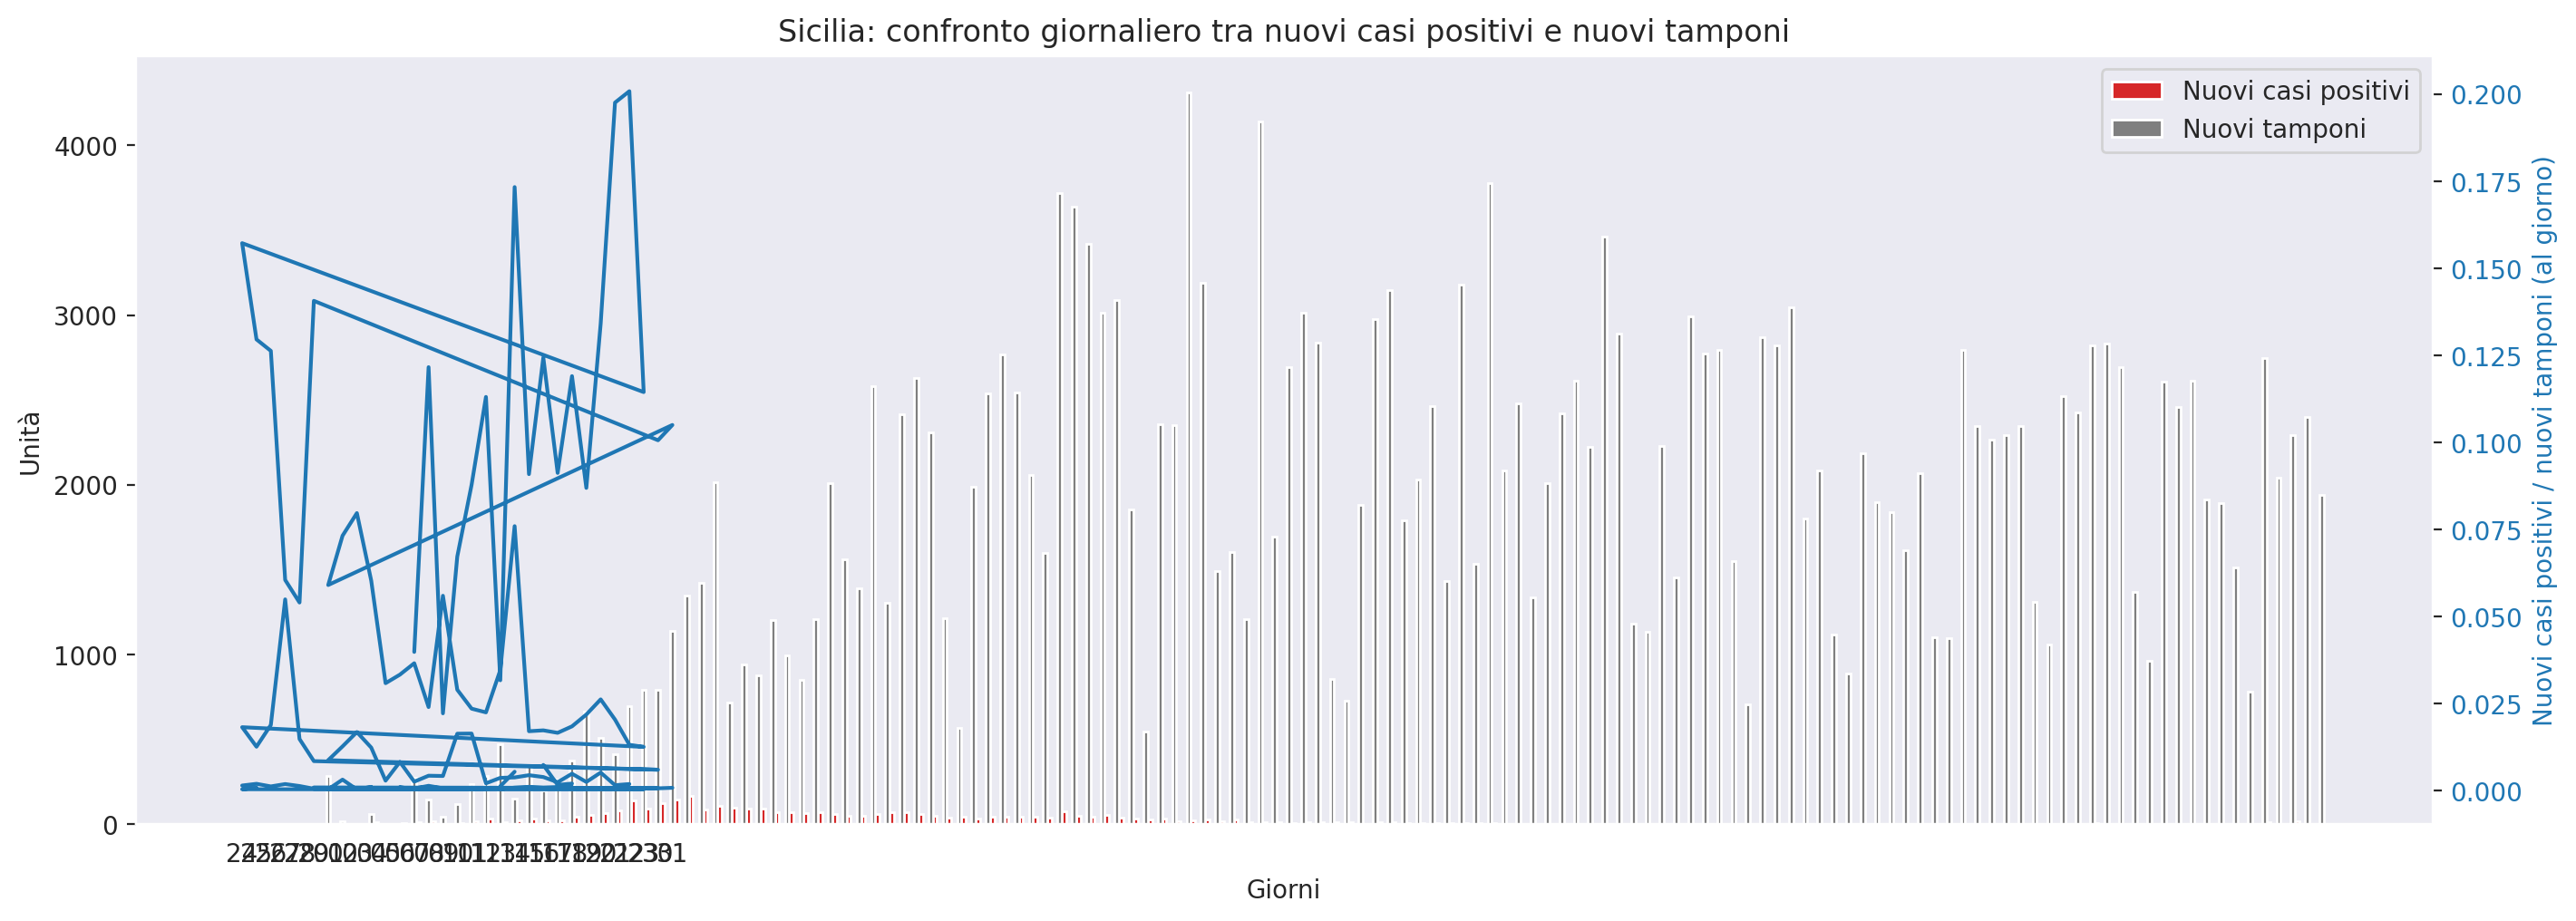 Sicilia: confronto giornaliero tra nuovi casi positivi e nuovi tamponi
Nuovi casi positivi
Nuovi tamponi
Unità
4000
3000
2000
1000
0
0.200
0.175
0.150
0.125
0.100
0.075
0.050
0.025
0.000
Nuovi casi positivi / nuovi tamponi (al giorno)
Giorni